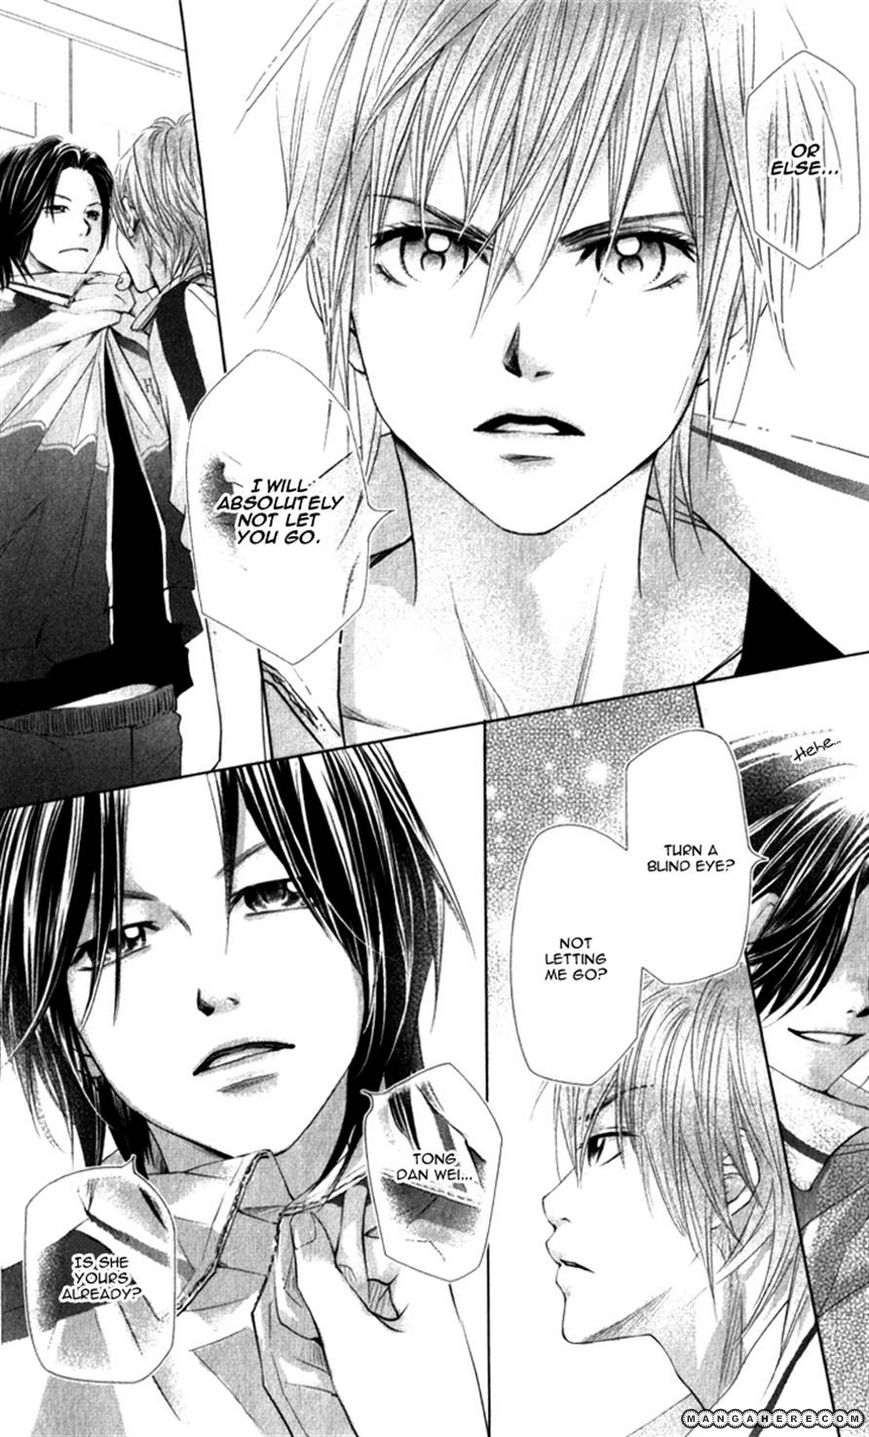 OR
ELSE...
I WILL
ABSOLUTELY
NOT LET
YOU GO.
Hehe...
TURN A
BLIND EYE?
NOT
LETTING
ME GO?
TONG
DAN WEI...
IS SHE
YOURS
ALREADY?
MANGAHERE.COM